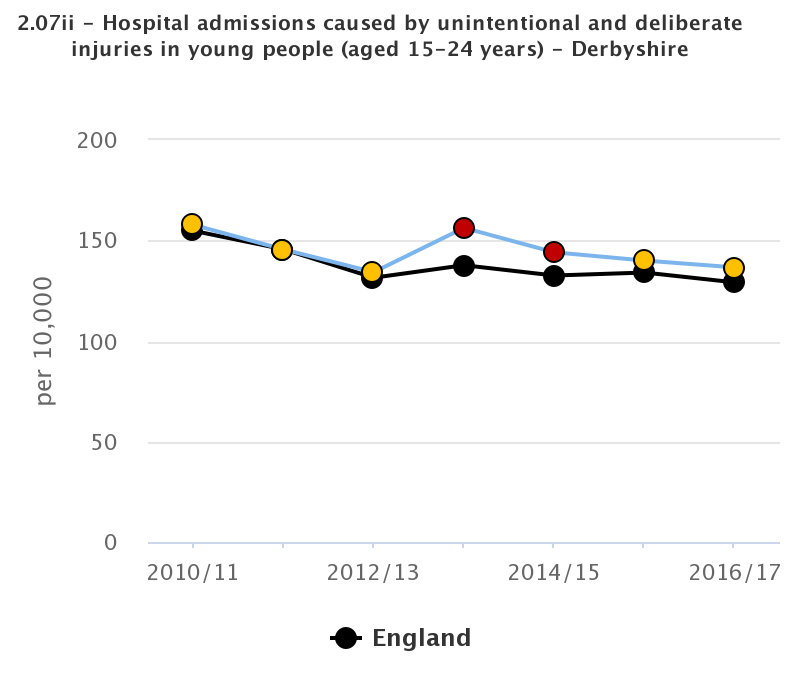 2.07ii – Hospital admissions caused by unintentional and deliberate
injuries in young people (aged 15–24 years) – Derbyshire
200
150
100
50
0
per 10,000
2010/11 2012/13 2014/15 2016/17
England